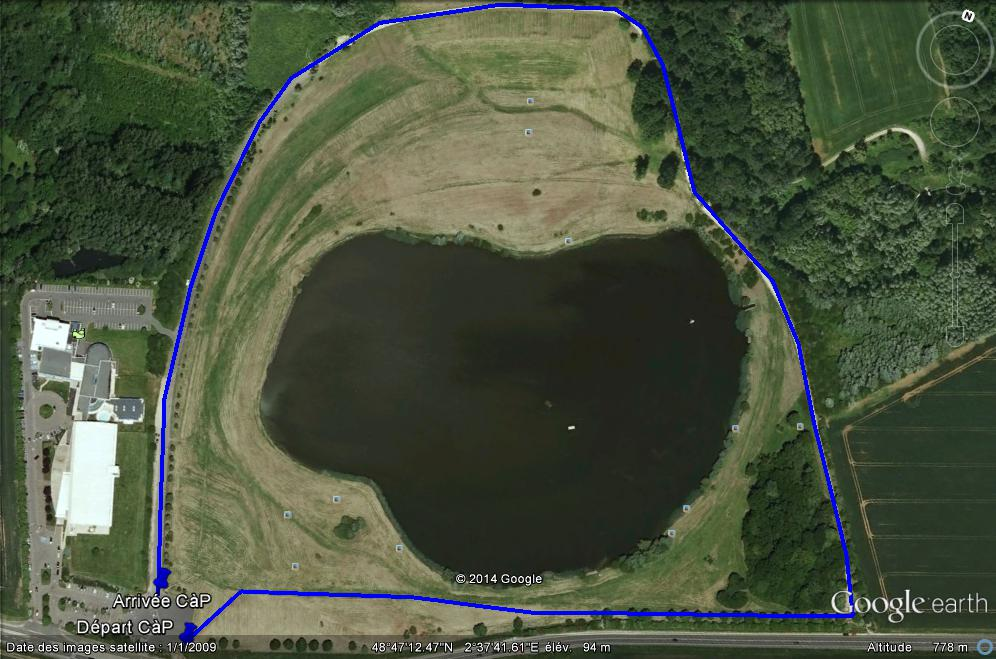 N
© 2014 Google
Arrivée CàP
Google earth
Départ CàP
Date des images satellite : 1/1/2009 48°47'12.47"N 2°37'41.61"E élév. 94 m Altitude 778 m